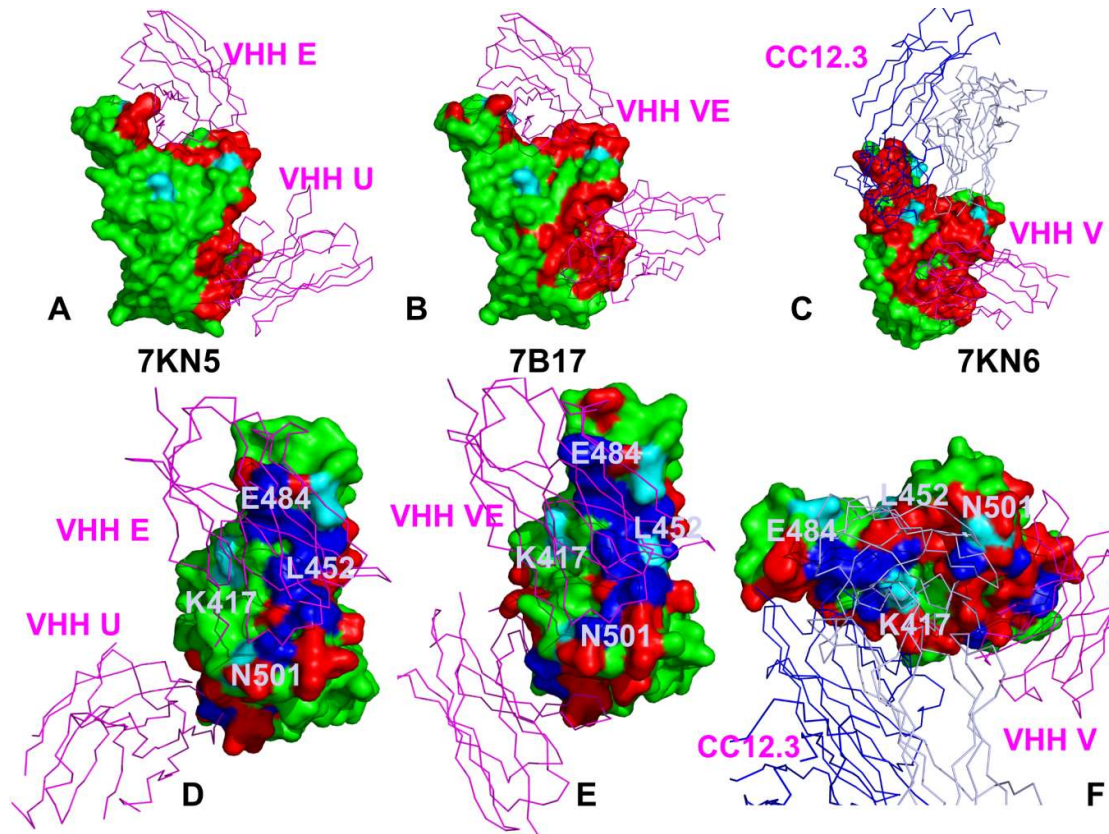 VHH E
VHH U
A
7KN5
VHH VE
B
7B17
CC12.3
VHH V
C
7KN6
E484
VHH E
L452
K417
VHH U
N501
D
E484
VHH VE
L452
K417
N501
E
L452
N501
E484
K417
CC12.3
VHH V
F